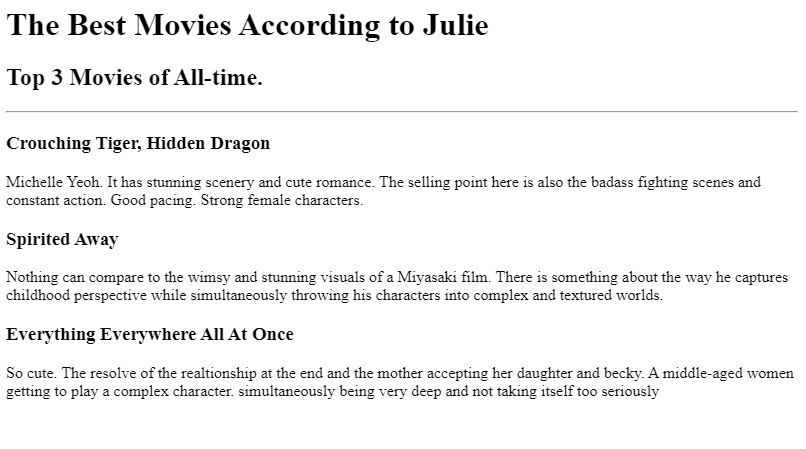 The Best Movies According to Julie
Top 3 Movies of All-time.
Crouching Tiger, Hidden Dragon
Michelle Yeoh. It has stunning scenery and cute romance. The selling point here is also the badass fighting scenes and
constant action. Good pacing. Strong female characters.
Spirited Away
Nothing can compare to the wimsy and stunning visuals of a Miyasaki film. There is something about the way he captures
childhood perspective while simultaneously throwing his characters into complex and textured worlds.
Everything Everywhere All At Once
So cute. The resolve of the realtionship at the end and the mother accepting her daughter and becky. A middle-aged women
getting to play a complex character. simultaneously being very deep and not taking itself too seriously